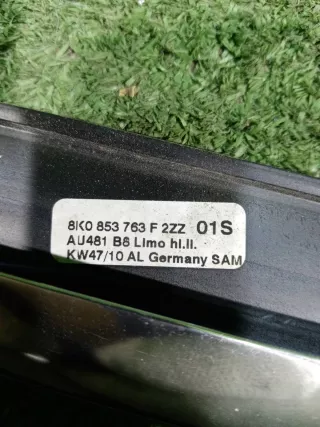 8K0 853 763 F 2ZZ 01S
AU481 B8 Limo hl.li.
KW47/10 AL Germany SAM